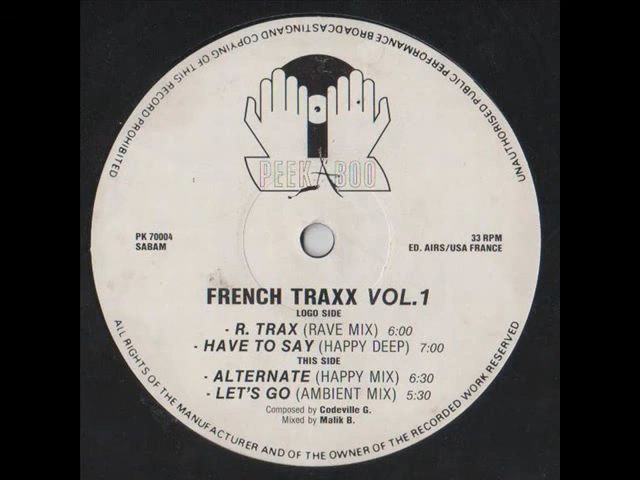 UNAUTHORISED PUBLIC PERFORMANCE BROADCASTINGAND COPYING OF THIS RECORD PROHIBITED
PEEK A BOO
PK 70004
SABAM
33 RPM
ED. AIRS/USA FRANCE
FRENCH TRAXX VOL.1
LOGO SIDE
- R. TRAX (RAVE MIX) 6:00
- HAVE TO SAY (HAPPY DEEP) 7:00
THIS SIDE
- ALTERNATE (HAPPY MIX) 6:30
- LET'S GO (AMBIENT MIX) 5:30
Composed by Codeville G.
Mixed by Malik B.
ALL RIGHTS OF THE MANUFACTURER AND OF THE OWNER OF THE RECORDED WORK RESERVED